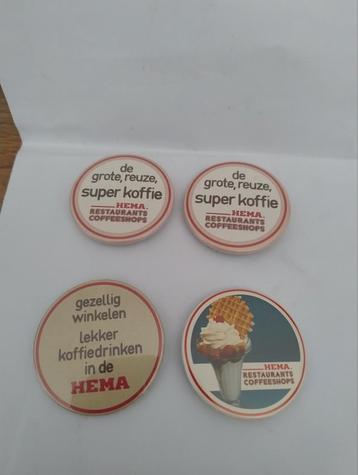 de
grote, reuze,
super koffie
HEMA.
RESTAURANTS
COFFEESHOPS
de
grote, reuze,
super koffie
HEMA.
RESTAURANTS
COFFEESHOPS
gezellig
winkelen
lekker
koffiedrinken
in de
HEMA
HEMA.
RESTAURANTS
COFFEESHOPS